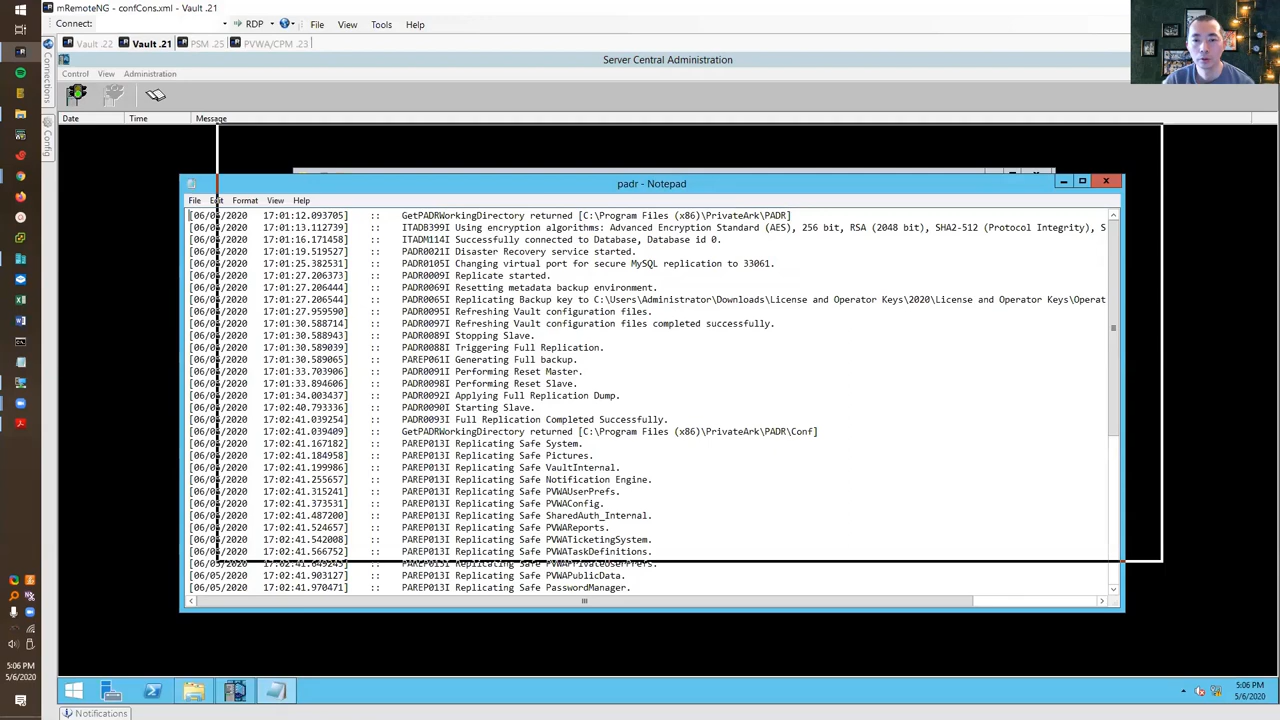 mRemoteNG - confCons.xml - Vault .21
Connect: RDP File View Tools Help
Vault .22 Vault .21 PSM .25 PVWA/CPM .23
Connections
Config
Server Central Administration
Control View Administration
Date Time Message
padr - Notepad
File Edit Format View Help
[06/05/2020 17:01:12.093705] :: GetPADRWorkingDirectory returned [C:\Program Files (x86)\PrivateArk\PADR]
[06/05/2020 17:01:13.112739] :: ITADB399I Using encryption algorithms: Advanced Encryption Standard (AES), 256 bit, RSA (2048 bit), SHA2-512 (Protocol Integrity), S
[06/05/2020 17:01:16.171458] :: ITADM114I Successfully connected to Database, Database id 0.
[06/05/2020 17:01:19.519527] :: PADR0021I Disaster Recovery service started.
[06/05/2020 17:01:25.382531] :: PADR0105I Changing virtual port for secure MySQL replication to 33061.
[06/05/2020 17:01:27.206373] :: PADR0009I Replicate started.
[06/05/2020 17:01:27.206444] :: PADR0009I Resetting metadata backup environment.
[06/05/2020 17:01:27.206544] :: PADR0065I Replicating Backup key to C:\Users\Administrator\Downloads\License and Operator Keys\2020\License and Operator Keys\Operat
[06/05/2020 17:01:27.959590] :: PADR0095I Refreshing Vault configuration files.
[06/05/2020 17:01:30.588714] :: PADR0096I Refreshing Vault configuration files completed successfully.
[06/05/2020 17:01:30.588943] :: PADR0089I Stopping Slave.
[06/05/2020 17:01:30.589039] :: PADR0088I Triggering Full Replication.
[06/05/2020 17:01:30.589065] :: PAREP061I Generating Full backup.
[06/05/2020 17:01:33.703906] :: PADR0091I Performing Reset Master.
[06/05/2020 17:01:33.894606] :: PADR0098I Performing Reset Slave.
[06/05/2020 17:01:34.003437] :: PADR0092I Applying Full Replication Dump.
[06/05/2020 17:02:40.793336] :: PADR0090I Starting Slave.
[06/05/2020 17:02:41.039254] :: PADR0093I Full Replication Completed Successfully.
[06/05/2020 17:02:41.039409] :: GetPADRWorkingDirectory returned [C:\Program Files (x86)\PrivateArk\PADR\Conf]
[06/05/2020 17:02:41.167182] :: PAREP013I Replicating Safe System.
[06/05/2020 17:02:41.184958] :: PAREP013I Replicating Safe Pictures.
[06/05/2020 17:02:41.199986] :: PAREP013I Replicating Safe VaultInternal.
[06/05/2020 17:02:41.255657] :: PAREP013I Replicating Safe Notification Engine.
[06/05/2020 17:02:41.315241] :: PAREP013I Replicating Safe PVWAUserPrefs.
[06/05/2020 17:02:41.373531] :: PAREP013I Replicating Safe PVWAConfig.
[06/05/2020 17:02:41.487200] :: PAREP013I Replicating Safe SharedAuth_Internal.
[06/05/2020 17:02:41.524657] :: PAREP013I Replicating Safe PVWAReports.
[06/05/2020 17:02:41.542008] :: PAREP013I Replicating Safe PVWATicketingSystem.
[06/05/2020 17:02:41.566752] :: PAREP013I Replicating Safe PVWATaskDefinitions.
[06/05/2020 17:02:41.649243] :: PAREP013I Replicating Safe PVWAPrivateUserPrefs.
[06/05/2020 17:02:41.903127] :: PAREP013I Replicating Safe PVWAPublicData.
[06/05/2020 17:02:41.970471] :: PAREP013I Replicating Safe PasswordManager.
5:06 PM
5/6/2020
5:06 PM
5/6/2020
Notifications